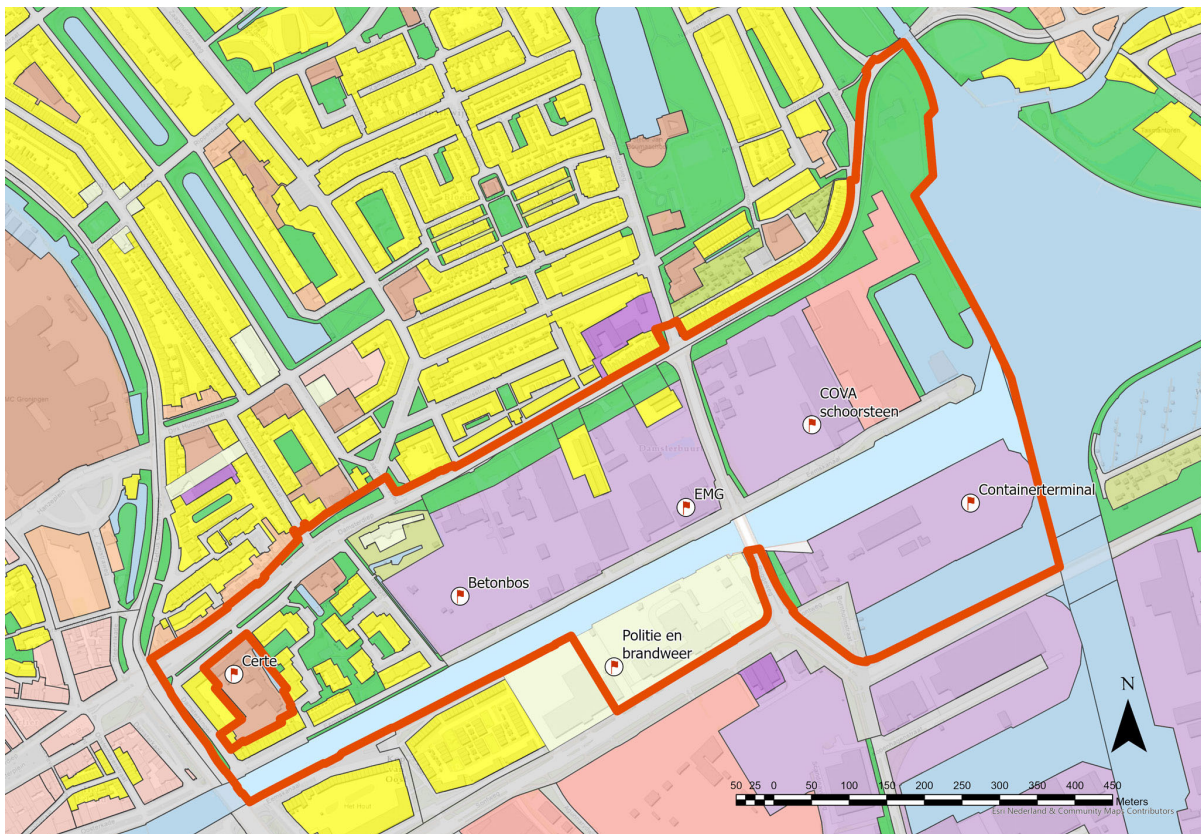 COVA
schoorsteen
EMG
Containerterminal
Betonbos
Politie en
brandweer
Certe
N
50 25 0 50 100 150 200 250 300 350 400 450
Meters
Esri Nederland & Community Maps Contributors